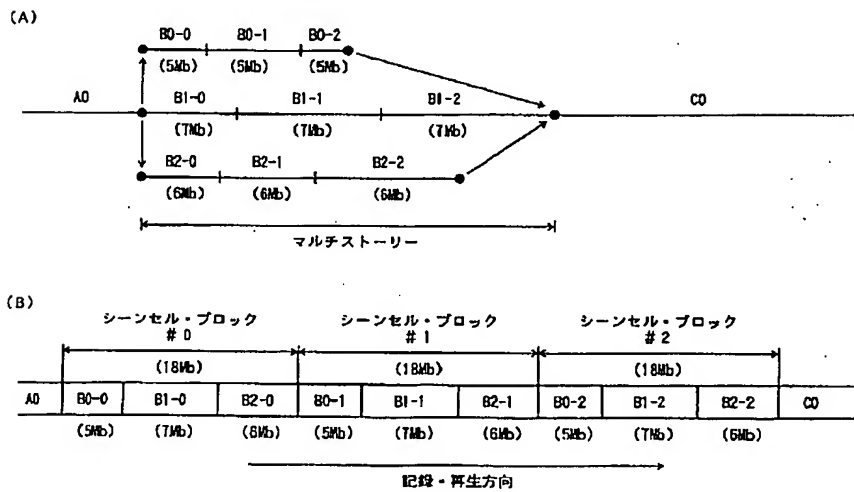 (A)
B0-0 B0-1 B0-2
(5Mb) (5Mb) (5Mb)
A0 B1-0 B1-1 B1-2 C0
(7Mb) (7Mb) (7Mb)
B2-0 B2-1 B2-2
(6Mb) (6Mb) (6Mb)
マルチストーリー
(B)
シーンセル・ブロック シーンセル・ブロック シーンセル・ブロック
#0 #1 #2
(18Mb) (18Mb) (18Mb)
A0 B0-0 B1-0 B2-0 B0-1 B1-1 B2-1 B0-2 B1-2 B2-2 C0
(5Mb) (7Mb) (6Mb) (5Mb) (7Mb) (6Mb) (5Mb) (7Mb) (6Mb)
記録・再生方向